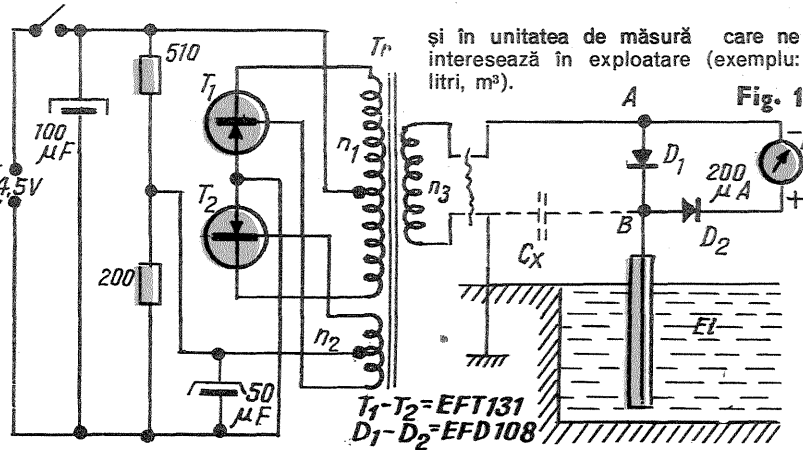 și în unitatea de măsură care ne
interesează în exploatare (exemplu:
litri, m³).
Fig. 1
510
T1
Tr
A
100
μF
n1
n3
D1
200
μA
−
+
4,5V
T2
B
D2
Cx
200
El
n2
50
μF
T1-T2=EFT131
D1-D2=EFD108